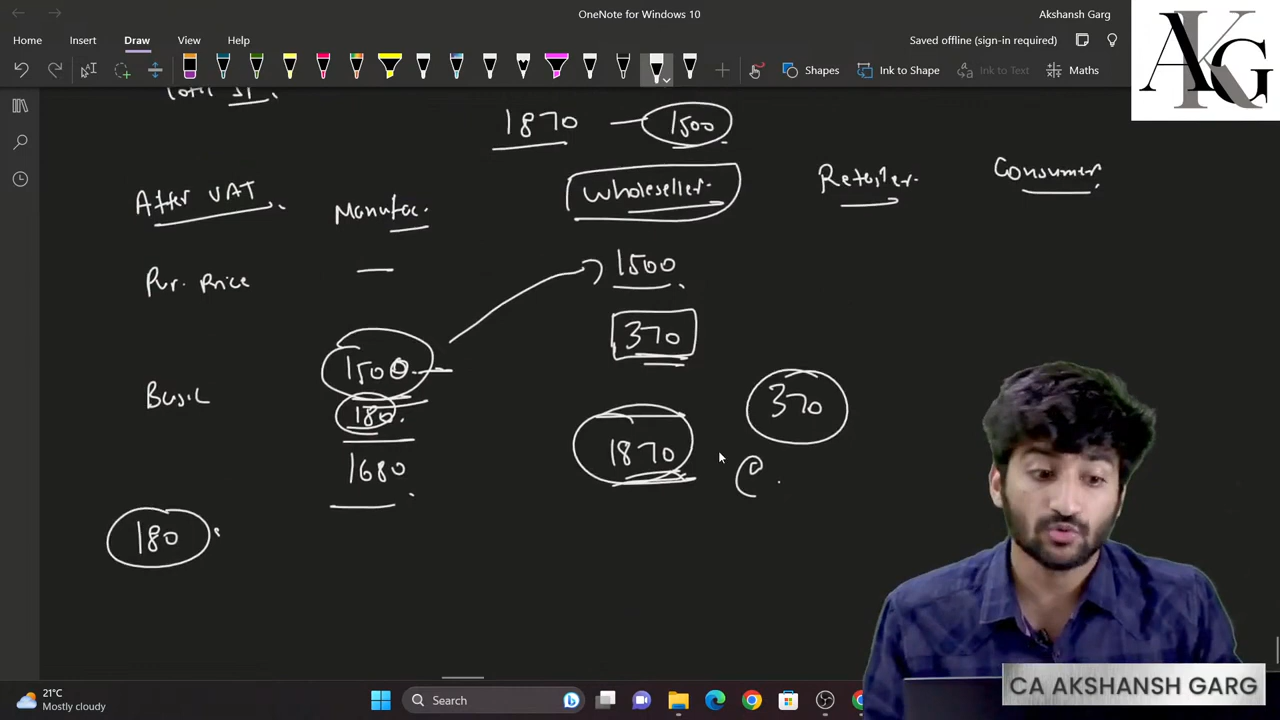 OneNote for Windows 10
Akshansh Garg
Home Insert Draw View Help
Saved offline (sign-in required)
Shapes
Ink to Shape
Ink to Text
Maths
AKG
1870 — 1500
After VAT
Manufac.
Wholeseller.
Retailer.
Consumer.
Pur. Price
—
1500
370
1500
Basic
180.
1680
1870
370
@
180
21°C
Mostly cloudy
Search
CA AKSHANSH GARG